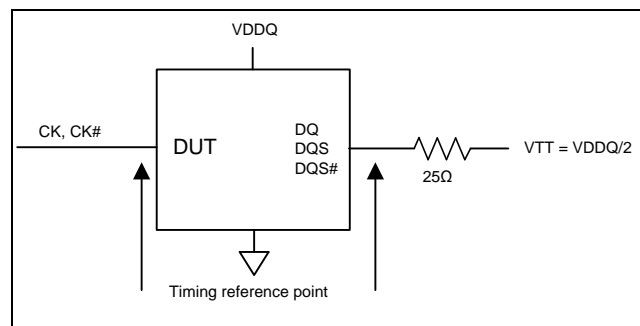 VDDQ
CK, CK#
DUT
DQ
DQS
DQS#
25Ω
VTT = VDDQ/2
Timing reference point